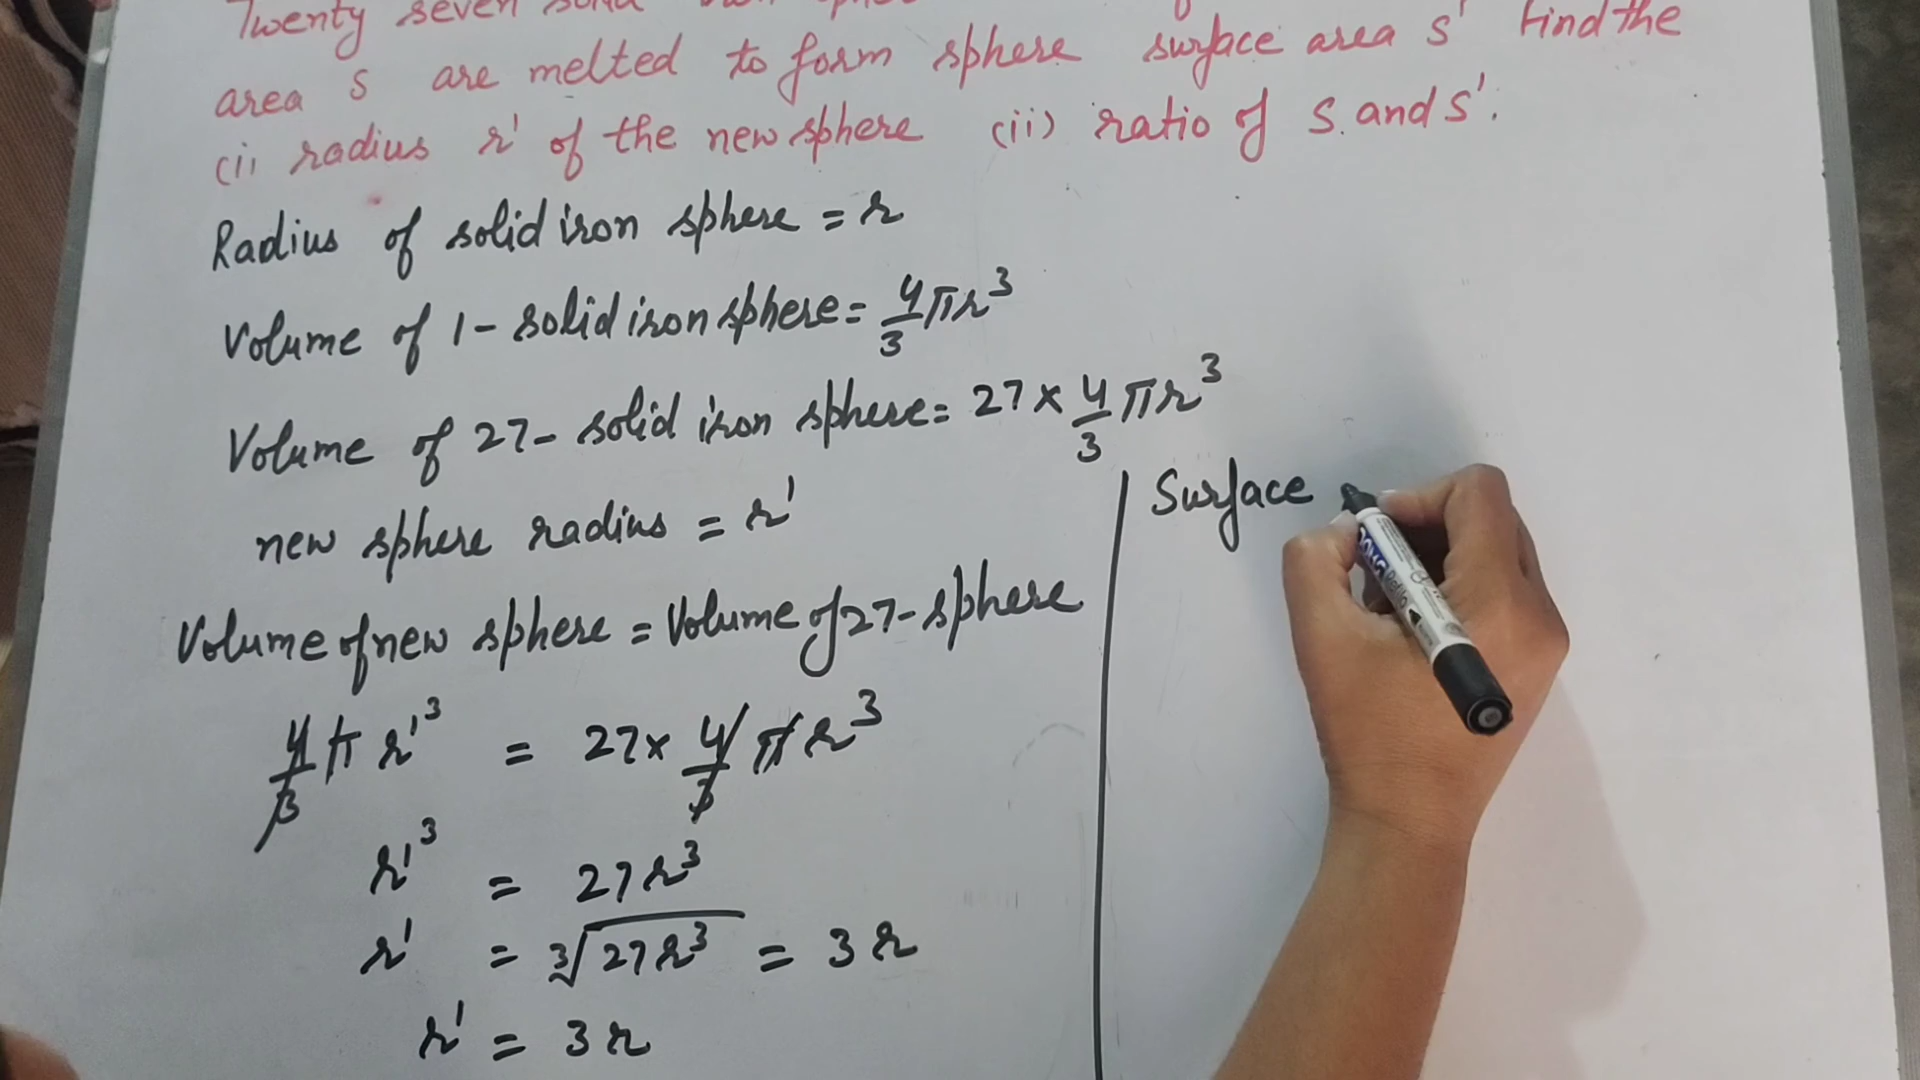 Twenty seven solid
area S are melted to form sphere surface area S' find the
(i) radius r' of the new sphere (ii) ratio of S and S'.
Radius of solid iron sphere = r
Volume of 1- solid iron sphere = 4/3 πr³
Volume of 27- solid iron sphere = 27 × 4/3 πr³
new sphere radius = r'
Volume of new sphere = Volume of 27- sphere
4/3 π r'³ = 27 × 4/3 π r³
r'³ = 27r³
r' = ³√27r³ = 3r
r' = 3r
Surface